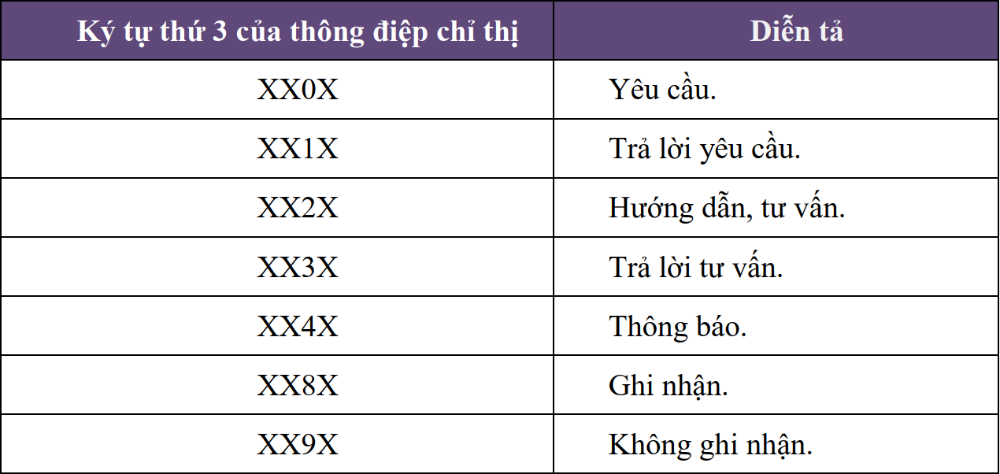 Ký tự thứ 3 của thông điệp chỉ thị Diễn tả
XX0X Yêu cầu.
XX1X Trả lời yêu cầu.
XX2X Hướng dẫn, tư vấn.
XX3X Trả lời tư vấn.
XX4X Thông báo.
XX8X Ghi nhận.
XX9X Không ghi nhận.